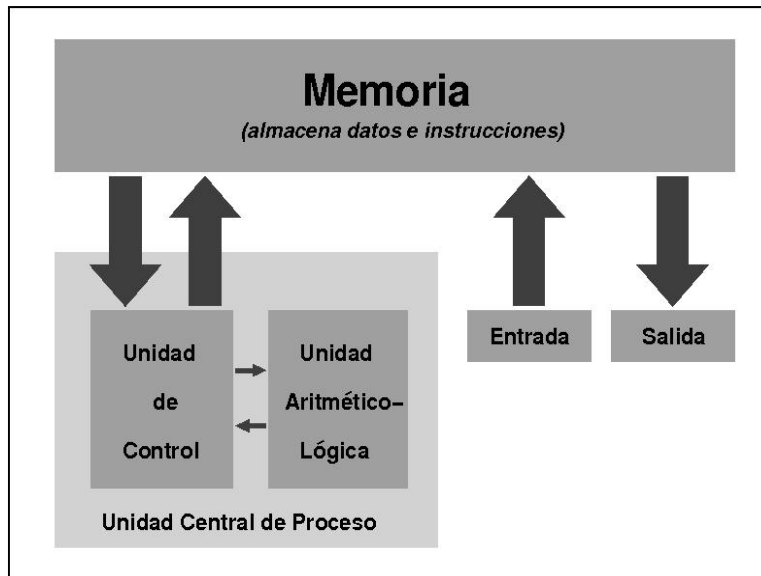 Memoria
(almacena datos e instrucciones)
Entrada
Salida
Unidad
de
Control
Unidad
Aritmético–
Lógica
Unidad Central de Proceso